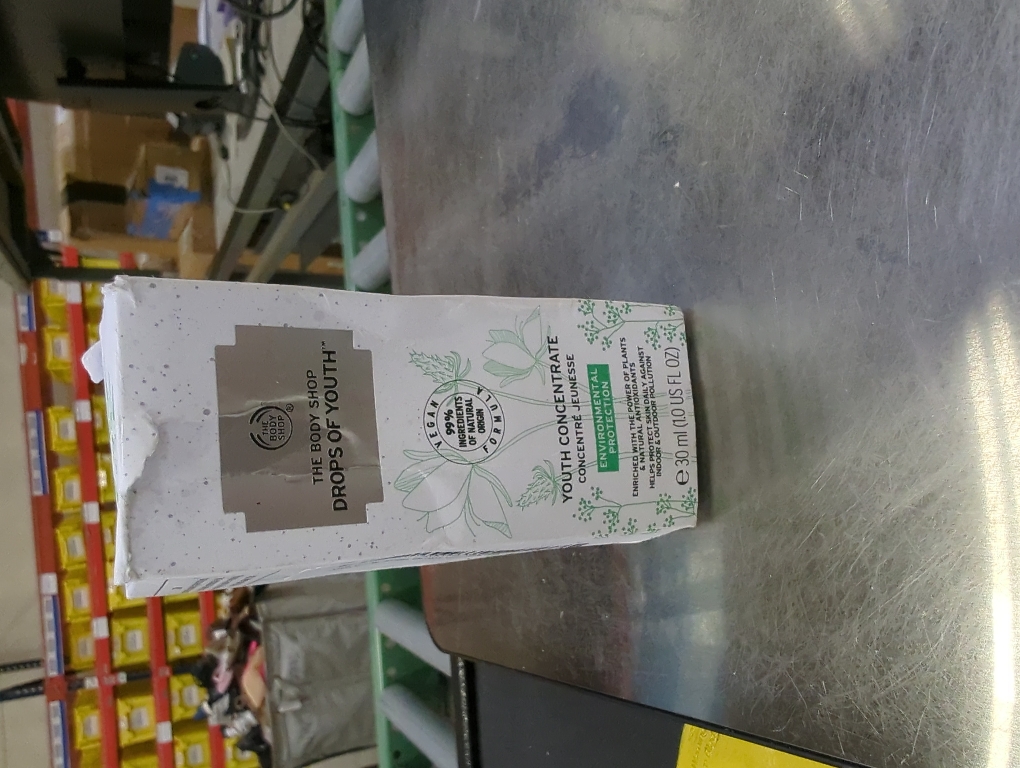 THE
BODY
SHOP
®
THE BODY SHOP
DROPS OF YOUTH™
VEGAN
99%
INGREDIENTS
OF NATURAL
ORIGIN
FORMULA
YOUTH CONCENTRATE
CONCENTRÉ JEUNESSE
ENVIRONMENTAL
PROTECTION
ENRICHED WITH THE POWER OF PLANTS
& NATURAL ANTIOXIDANTS
HELPS PROTECT SKIN DAILY AGAINST
INDOOR & OUTDOOR POLLUTION
℮ 30 ml (1.0 US FL OZ)